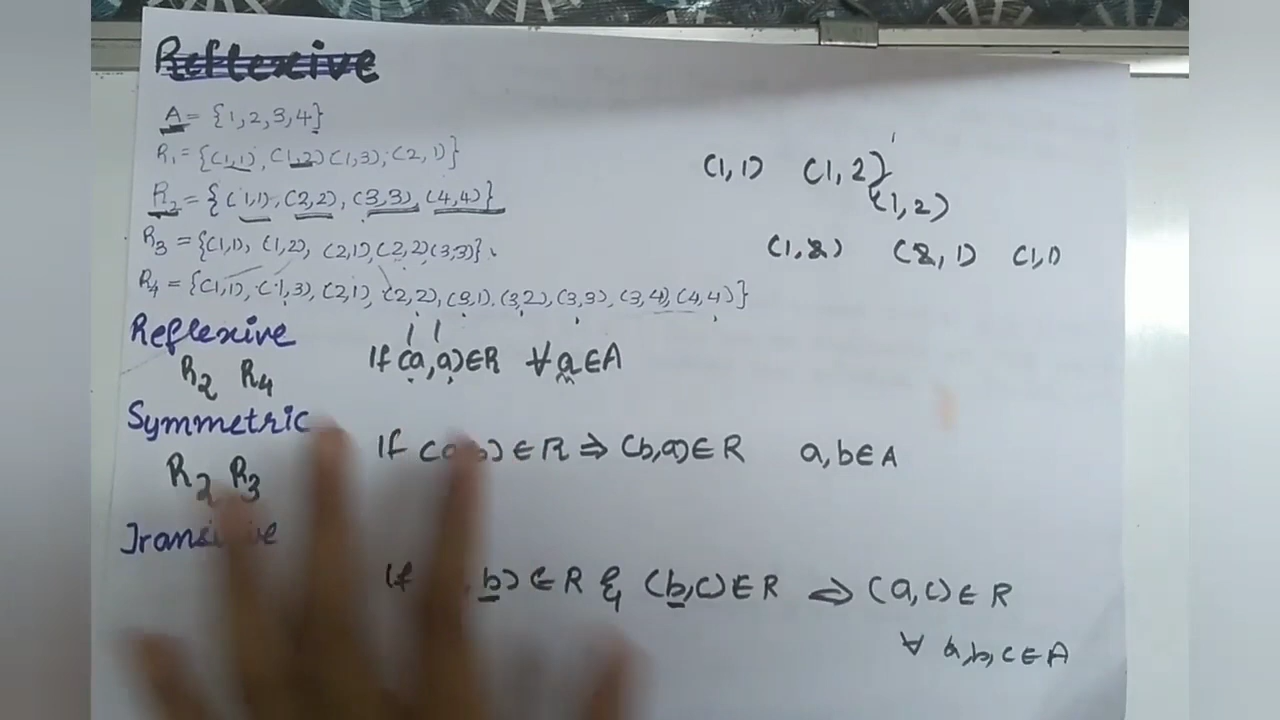 Reflexive
A = {1,2,3,4}
R1 = {(1,1), (1,2) (1,3), (2,1)}
R2 = {(1,1), (2,2), (3,3), (4,4)}
R3 = {(1,1), (1,2), (2,1), (2,2) (3,3)}
R4 = {(1,1), (1,3), (2,1), (2,2), (3,1), (3,2), (3,3), (3,4), (4,4)}
(1,1) (1,2)
(1,2)
(1,2) (2,1) (1,1)
Reflexive
If (a,a) ∈ R ∀ a ∈ A
R2 R4
Symmetric
If (a,b) ∈ R ⇒ (b,a) ∈ R a,b ∈ A
R2 R3
Transitive
If , b) ∈ R & (b,c) ∈ R ⇒ (a,c) ∈ R
∀ a,b,c ∈ A